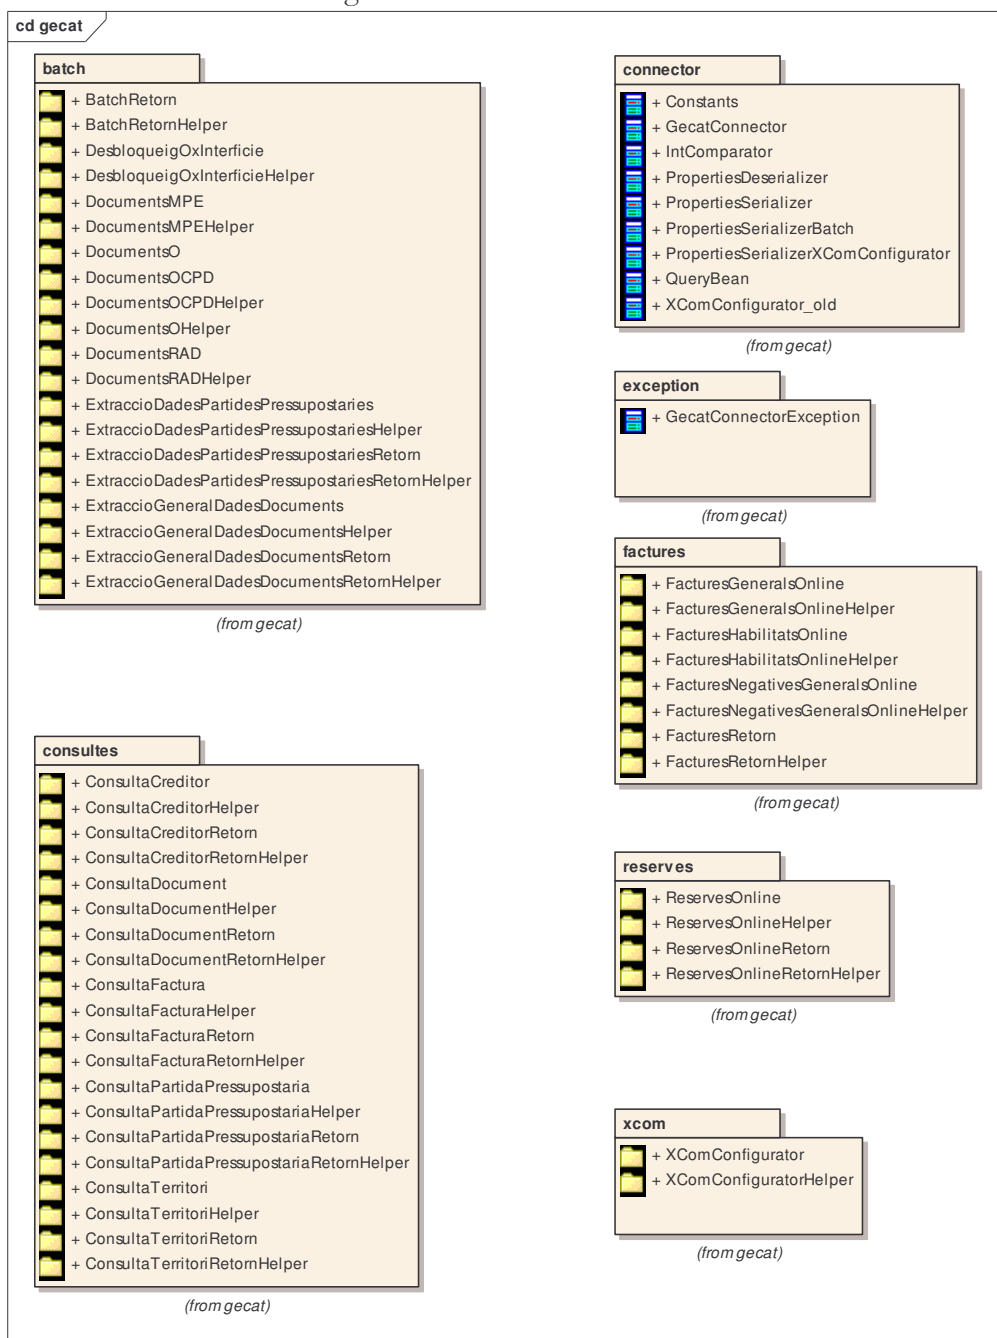 cd gecat
batch
+ BatchRetorn
+ BatchRetornHelper
+ DesbloqueigOxInterficie
+ DesbloqueigOxInterficieHelper
+ DocumentsMPE
+ DocumentsMPEHelper
+ DocumentsO
+ DocumentsOCPD
+ DocumentsOCPDHelper
+ DocumentsOHelper
+ DocumentsRAD
+ DocumentsRADHelper
+ ExtraccioDadesPartidesPressupostaries
+ ExtraccioDadesPartidesPressupostariesHelper
+ ExtraccioDadesPartidesPressupostariesRetorn
+ ExtraccioDadesPartidesPressupostariesRetornHelper
+ ExtraccioGeneralDadesDocuments
+ ExtraccioGeneralDadesDocumentsHelper
+ ExtraccioGeneralDadesDocumentsRetorn
+ ExtraccioGeneralDadesDocumentsRetornHelper
(from gecat)
consultes
+ ConsultaCreditor
+ ConsultaCreditorHelper
+ ConsultaCreditorRetorn
+ ConsultaCreditorRetornHelper
+ ConsultaDocument
+ ConsultaDocumentHelper
+ ConsultaDocumentRetorn
+ ConsultaDocumentRetornHelper
+ ConsultaFactura
+ ConsultaFacturaHelper
+ ConsultaFacturaRetorn
+ ConsultaFacturaRetornHelper
+ ConsultaPartidaPressupostaria
+ ConsultaPartidaPressupostariaHelper
+ ConsultaPartidaPressupostariaRetorn
+ ConsultaPartidaPressupostariaRetornHelper
+ ConsultaTerritori
+ ConsultaTerritoriHelper
+ ConsultaTerritoriRetorn
+ ConsultaTerritoriRetornHelper
(from gecat)
connector
+ Constants
+ GecatConnector
+ IntComparator
+ PropertiesDeserializer
+ PropertiesSerializer
+ PropertiesSerializerBatch
+ PropertiesSerializerXComConfigurator
+ QueryBean
+ XComConfigurator_old
(from gecat)
exception
+ GecatConnectorException
(from gecat)
factures
+ FacturesGeneralsOnline
+ FacturesGeneralsOnlineHelper
+ FacturesHabilitatsOnline
+ FacturesHabilitatsOnlineHelper
+ FacturesNegativesGeneralsOnline
+ FacturesNegativesGeneralsOnlineHelper
+ FacturesRetorn
+ FacturesRetornHelper
(from gecat)
reserves
+ ReservesOnline
+ ReservesOnlineHelper
+ ReservesOnlineRetorn
+ ReservesOnlineRetornHelper
(from gecat)
xcom
+ XComConfigurator
+ XComConfiguratorHelper
(from gecat)